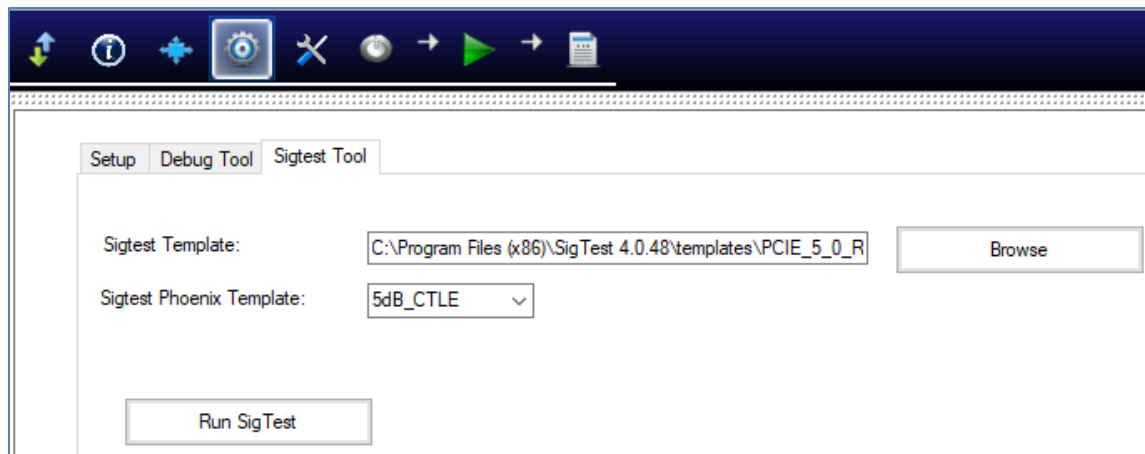 Setup Debug Tool Sigtest Tool
Sigtest Template: C:\Program Files (x86)\SigTest 4.0.48\templates\PCIE_5_0_R Browse
Sigtest Phoenix Template: 5dB_CTLE
Run SigTest